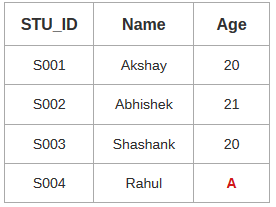 STU_ID Name Age
S001 Akshay 20
S002 Abhishek 21
S003 Shashank 20
S004 Rahul A